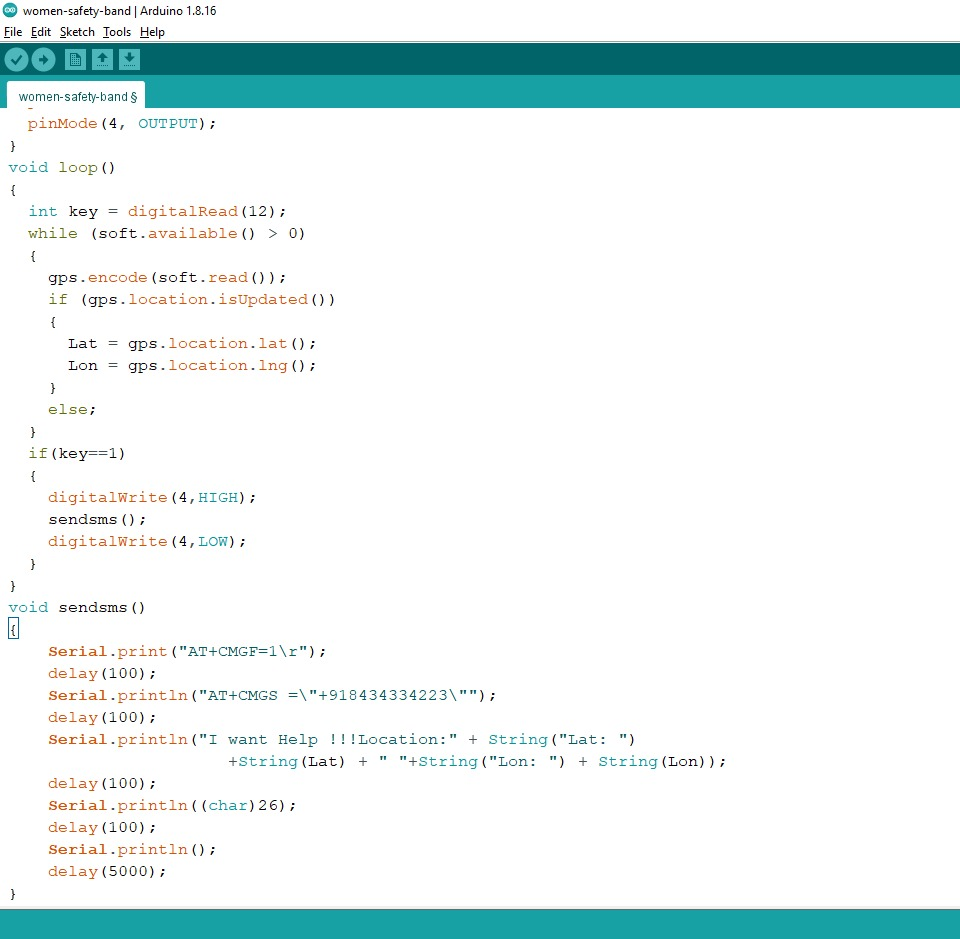 women-safety-band | Arduino 1.8.16
File Edit Sketch Tools Help
women-safety-band §
  pinMode(4, OUTPUT);
}
void loop()
{
  int key = digitalRead(12);
  while (soft.available() > 0)
  {
    gps.encode(soft.read());
    if (gps.location.isUpdated())
    {
      Lat = gps.location.lat();
      Lon = gps.location.lng();
    }
    else;
  }
  if(key==1)
  {
    digitalWrite(4,HIGH);
    sendsms();
    digitalWrite(4,LOW);
  }
}
void sendsms()
{
    Serial.print("AT+CMGF=1\r");
    delay(100);
    Serial.println("AT+CMGS =\"+918434334223\"");
    delay(100);
    Serial.println("I want Help !!!Location:" + String("Lat: ")
                      +String(Lat) + " "+String("Lon: ") + String(Lon));
    delay(100);
    Serial.println((char)26);
    delay(100);
    Serial.println();
    delay(5000);
}